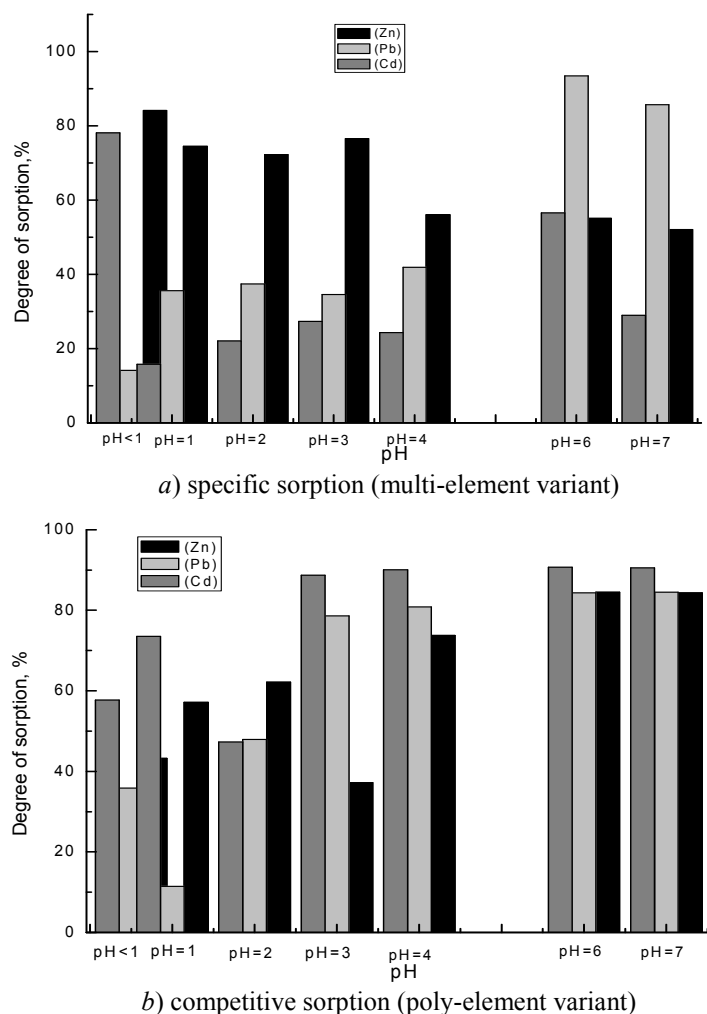 (Zn)
(Pb)
(Cd)
100
80
60
40
20
0
Degree of sorption,%
pH<1 pH=1 pH=2 pH=3 pH=4 pH=6 pH=7
pH
a) specific sorption (multi-element variant)
(Zn)
(Pb)
(Cd)
100
80
60
40
20
0
Degree of sorption, %
pH<1 pH=1 pH=2 pH=3 pH=4 pH=6 pH=7
pH
b) competitive sorption (poly-element variant)